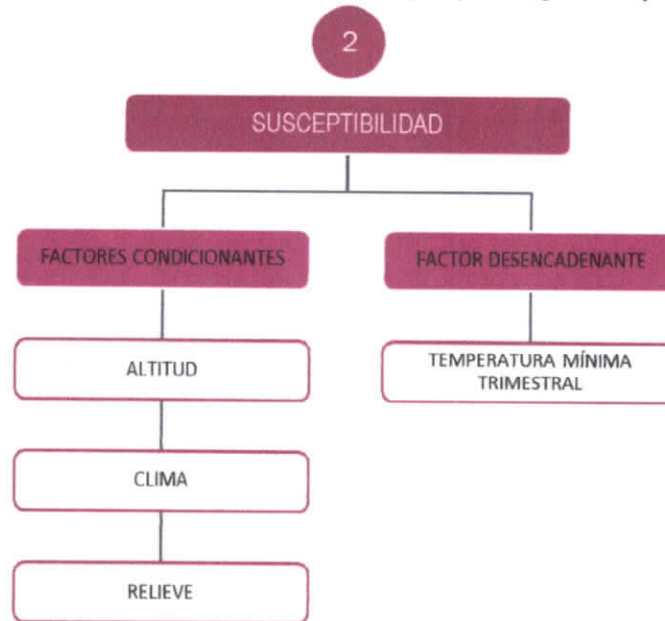 2
SUSCEPTIBILIDAD
FACTORES CONDICIONANTES
FACTOR DESENCADENANTE
ALTITUD
TEMPERATURA MÍNIMA
TRIMESTRAL
CLIMA
RELIEVE